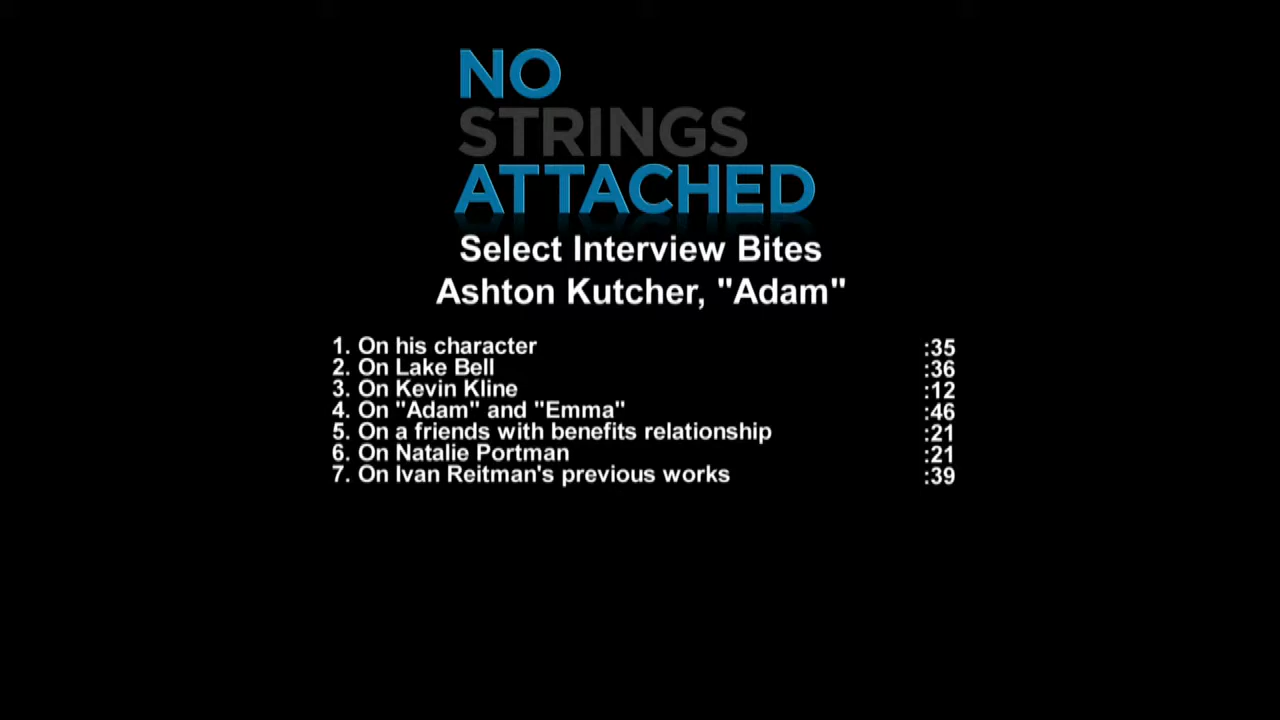 NO
STRINGS
ATTACHED
Select Interview Bites
Ashton Kutcher, "Adam"
1. On his character :35
2. On Lake Bell :36
3. On Kevin Kline :12
4. On "Adam" and "Emma" :46
5. On a friends with benefits relationship :21
6. On Natalie Portman :21
7. On Ivan Reitman's previous works :39